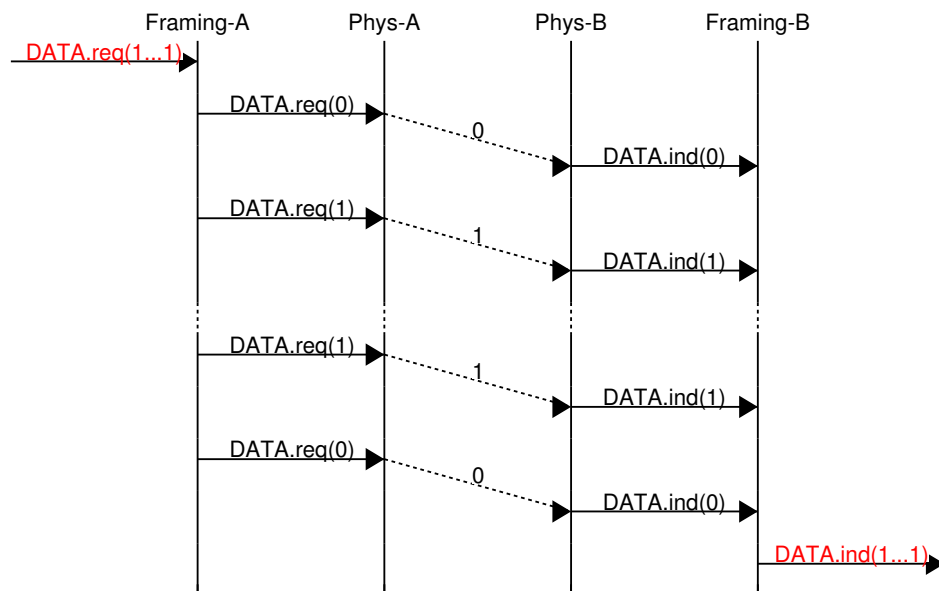 Framing-A Phys-A Phys-B Framing-B
DATA.req(1...1)
DATA.req(0)
0
DATA.ind(0)
DATA.req(1)
1
DATA.ind(1)
DATA.req(1)
1
DATA.ind(1)
DATA.req(0)
0
DATA.ind(0)
DATA.ind(1...1)